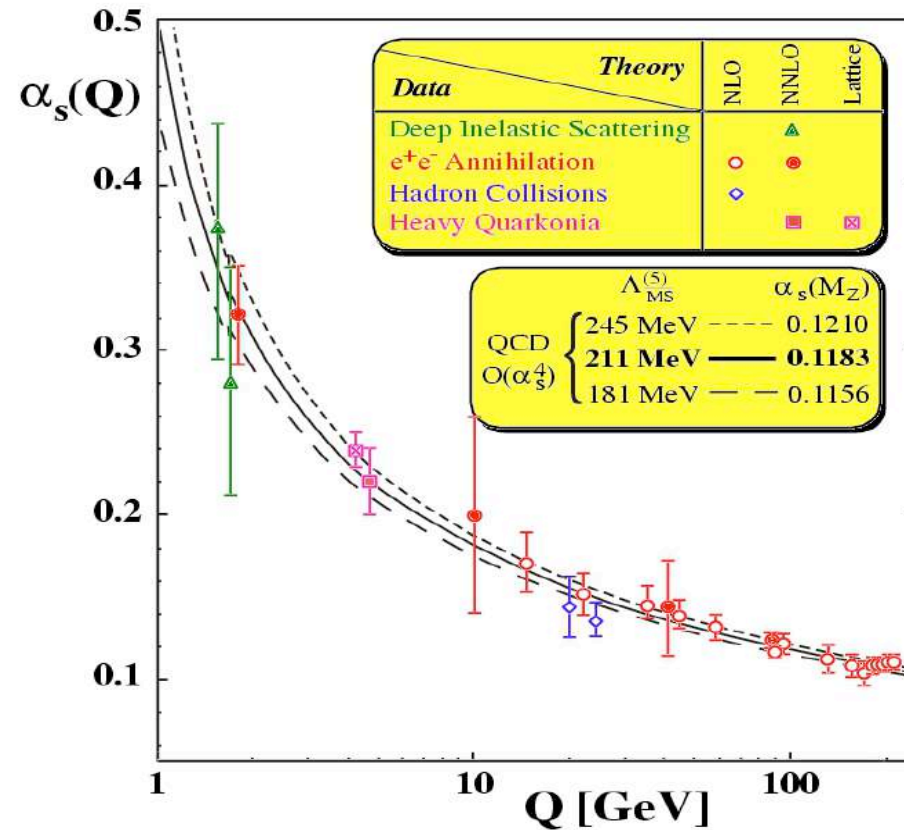 0.5
αs(Q)
0.4
0.3
0.2
0.1
1
10
100
Q [GeV]
Theory
Data
NLO
NNLO
Lattice
Deep Inelastic Scattering
e+e- Annihilation
Hadron Collisions
Heavy Quarkonia
Λ(5)MS αs(MZ)
QCD
O(αs4)
245 MeV 0.1210
211 MeV 0.1183
181 MeV 0.1156